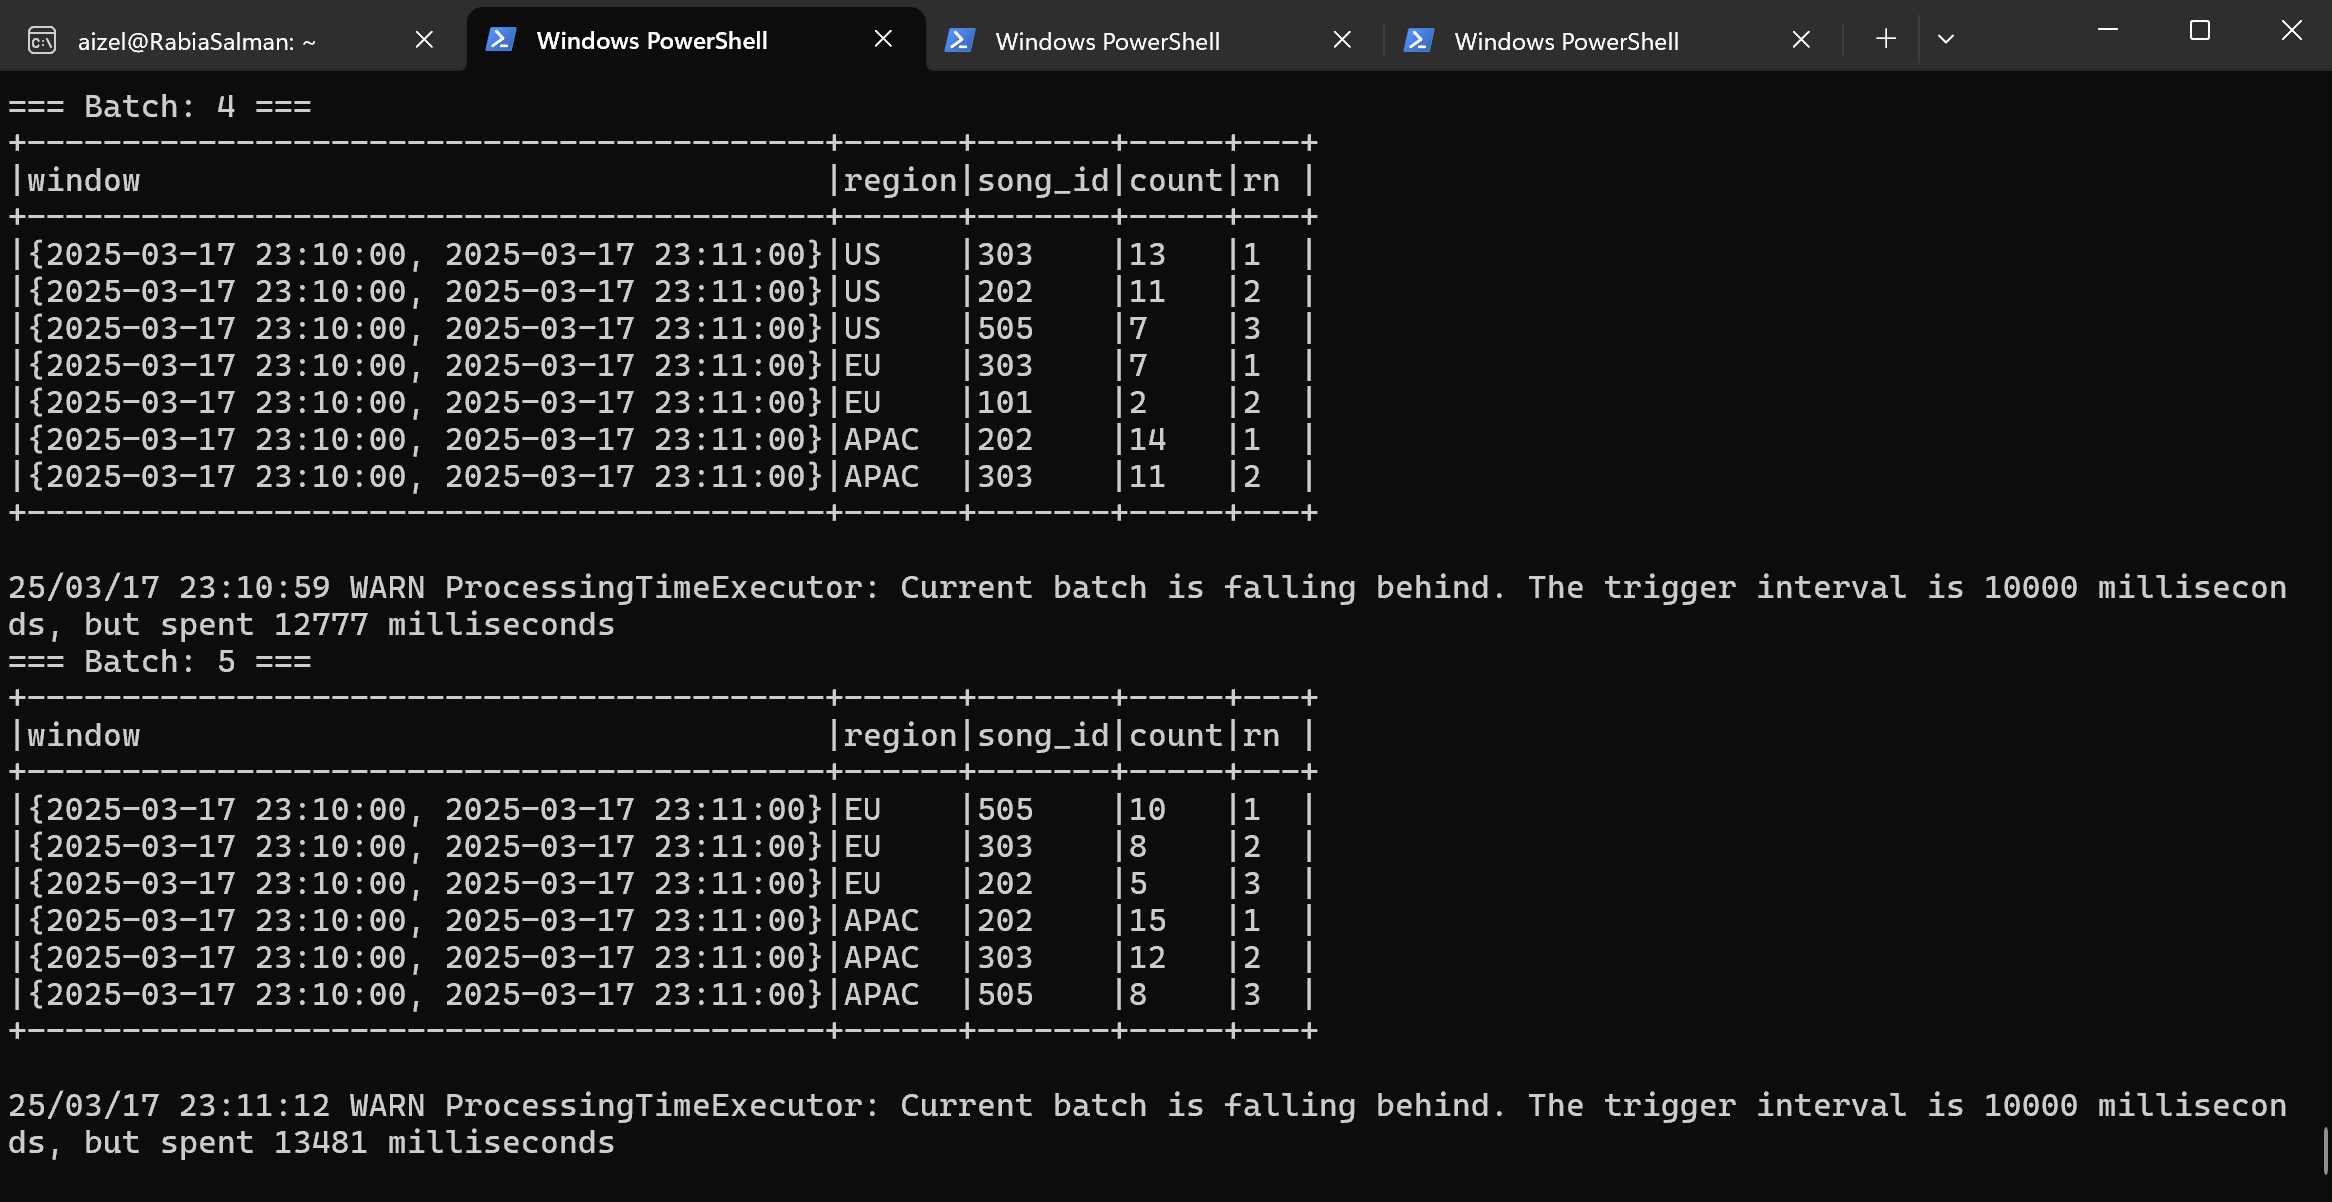 aizel@RabiaSalman: ~ Windows PowerShell Windows PowerShell Windows PowerShell
=== Batch: 4 ===
+------------------------------------------+------+-------+-----+---+
|window                                    |region|song_id|count|rn |
+------------------------------------------+------+-------+-----+---+
|{2025-03-17 23:10:00, 2025-03-17 23:11:00}|US    |303    |13   |1  |
|{2025-03-17 23:10:00, 2025-03-17 23:11:00}|US    |202    |11   |2  |
|{2025-03-17 23:10:00, 2025-03-17 23:11:00}|US    |505    |7    |3  |
|{2025-03-17 23:10:00, 2025-03-17 23:11:00}|EU    |303    |7    |1  |
|{2025-03-17 23:10:00, 2025-03-17 23:11:00}|EU    |101    |2    |2  |
|{2025-03-17 23:10:00, 2025-03-17 23:11:00}|APAC  |202    |14   |1  |
|{2025-03-17 23:10:00, 2025-03-17 23:11:00}|APAC  |303    |11   |2  |
+------------------------------------------+------+-------+-----+---+
25/03/17 23:10:59 WARN ProcessingTimeExecutor: Current batch is falling behind. The trigger interval is 10000 millisecon
ds, but spent 12777 milliseconds
=== Batch: 5 ===
+------------------------------------------+------+-------+-----+---+
|window                                    |region|song_id|count|rn |
+------------------------------------------+------+-------+-----+---+
|{2025-03-17 23:10:00, 2025-03-17 23:11:00}|EU    |505    |10   |1  |
|{2025-03-17 23:10:00, 2025-03-17 23:11:00}|EU    |303    |8    |2  |
|{2025-03-17 23:10:00, 2025-03-17 23:11:00}|EU    |202    |5    |3  |
|{2025-03-17 23:10:00, 2025-03-17 23:11:00}|APAC  |202    |15   |1  |
|{2025-03-17 23:10:00, 2025-03-17 23:11:00}|APAC  |303    |12   |2  |
|{2025-03-17 23:10:00, 2025-03-17 23:11:00}|APAC  |505    |8    |3  |
+------------------------------------------+------+-------+-----+---+
25/03/17 23:11:12 WARN ProcessingTimeExecutor: Current batch is falling behind. The trigger interval is 10000 millisecon
ds, but spent 13481 milliseconds